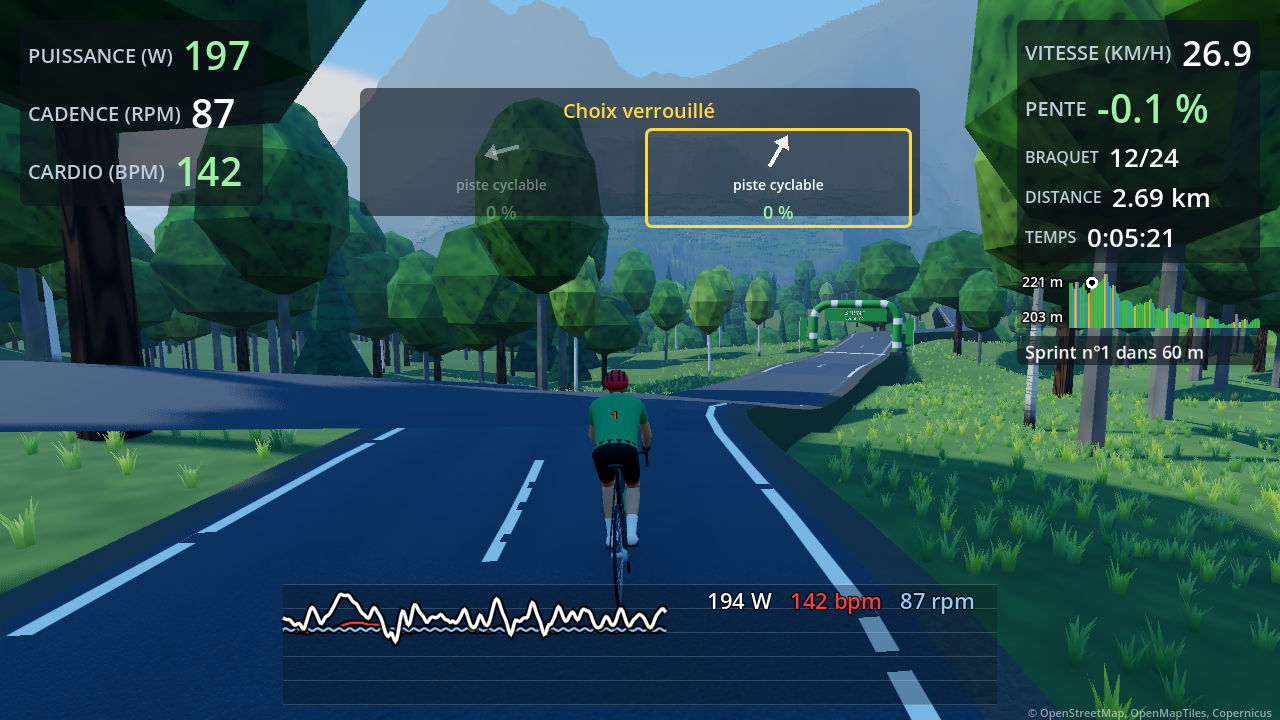 PUISSANCE (W) 197
CADENCE (RPM) 87
CARDIO (BPM) 142
Choix verrouillé
piste cyclable
0 %
piste cyclable
0 %
VITESSE (KM/H) 26.9
PENTE -0.1 %
BRAQUET 12/24
DISTANCE 2.69 km
TEMPS 0:05:21
221 m
203 m
Sprint n°1 dans 60 m
SPRINT
1
194 W 142 bpm 87 rpm
© OpenStreetMap, OpenMapTiles, Copernicus